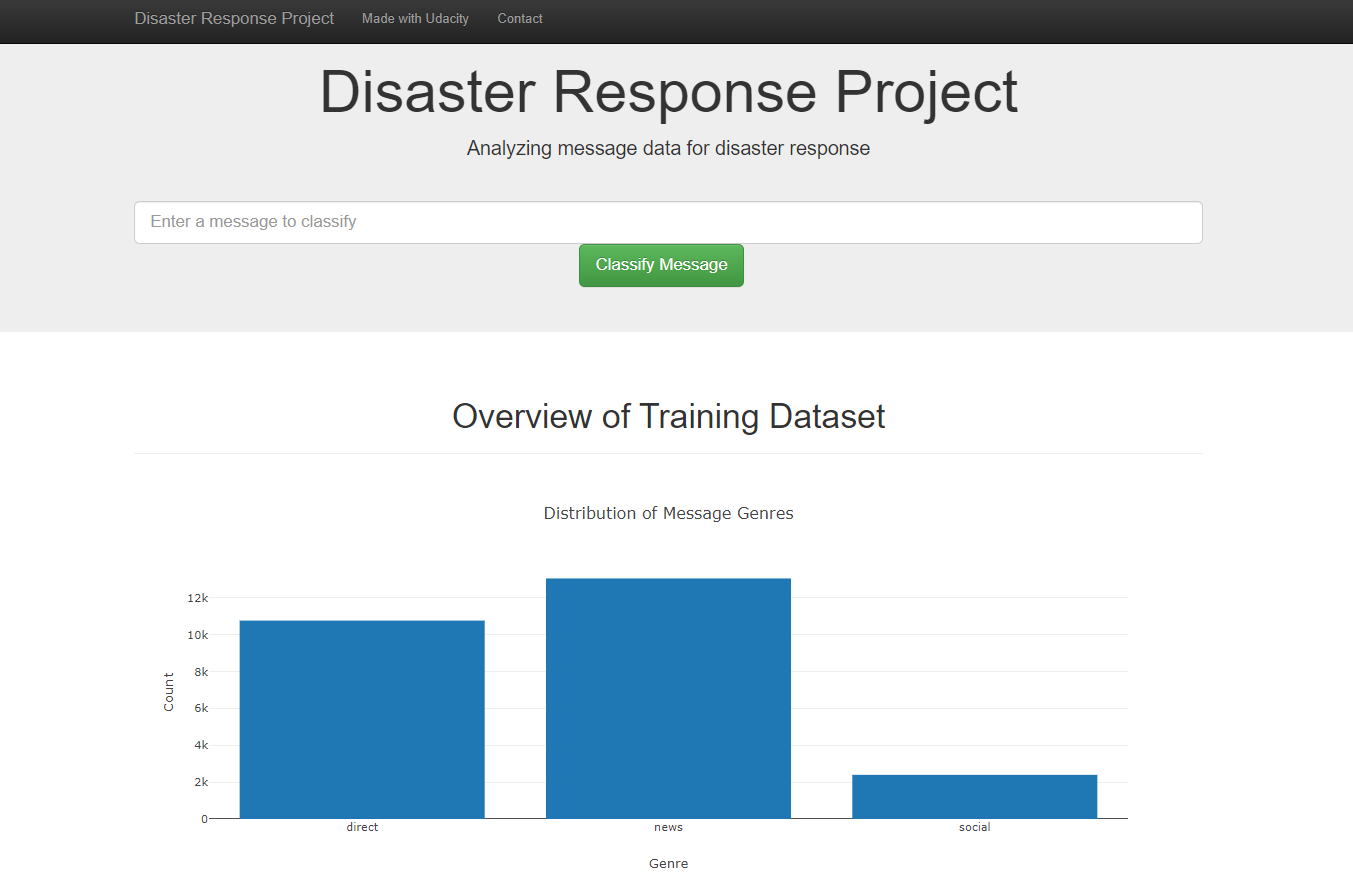 Disaster Response Project Made with Udacity Contact
Disaster Response Project
Analyzing message data for disaster response
Enter a message to classify
Classify Message
Overview of Training Dataset
Distribution of Message Genres
12k
10k
8k
6k
4k
2k
0
Count
direct news social
Genre